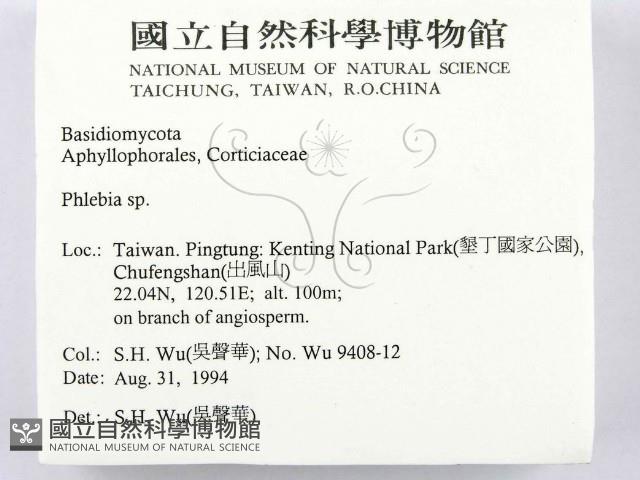 國立自然科學博物館
NATIONAL MUSEUM OF NATURAL SCIENCE
TAICHUNG, TAIWAN, R.O.CHINA
Basidiomycota
Aphyllophorales, Corticiaceae
Phlebia sp.
Loc.: Taiwan. Pingtung: Kenting National Park(墾丁國家公園),
Chufengshan(出風山)
22.04N, 120.51E; alt. 100m;
on branch of angiosperm.
Col.: S.H. Wu(吳聲華); No. Wu 9408-12
Date: Aug. 31, 1994
Det.: S.H. Wu(吳聲華)
國立自然科學博物館
NATIONAL MUSEUM OF NATURAL SCIENCE